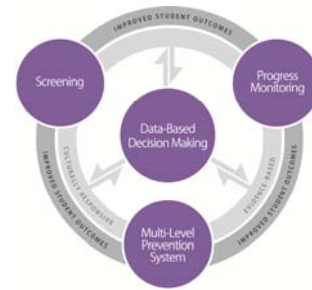 IMPROVED STUDENT OUTCOMES
Screening
Progress
Monitoring
Data-Based
Decision Making
IMPROVED STUDENT OUTCOMES
CULTURALLY RESPONSIVE
EVIDENCE-BASED
IMPROVED STUDENT OUTCOMES
Multi-Level
Prevention
System